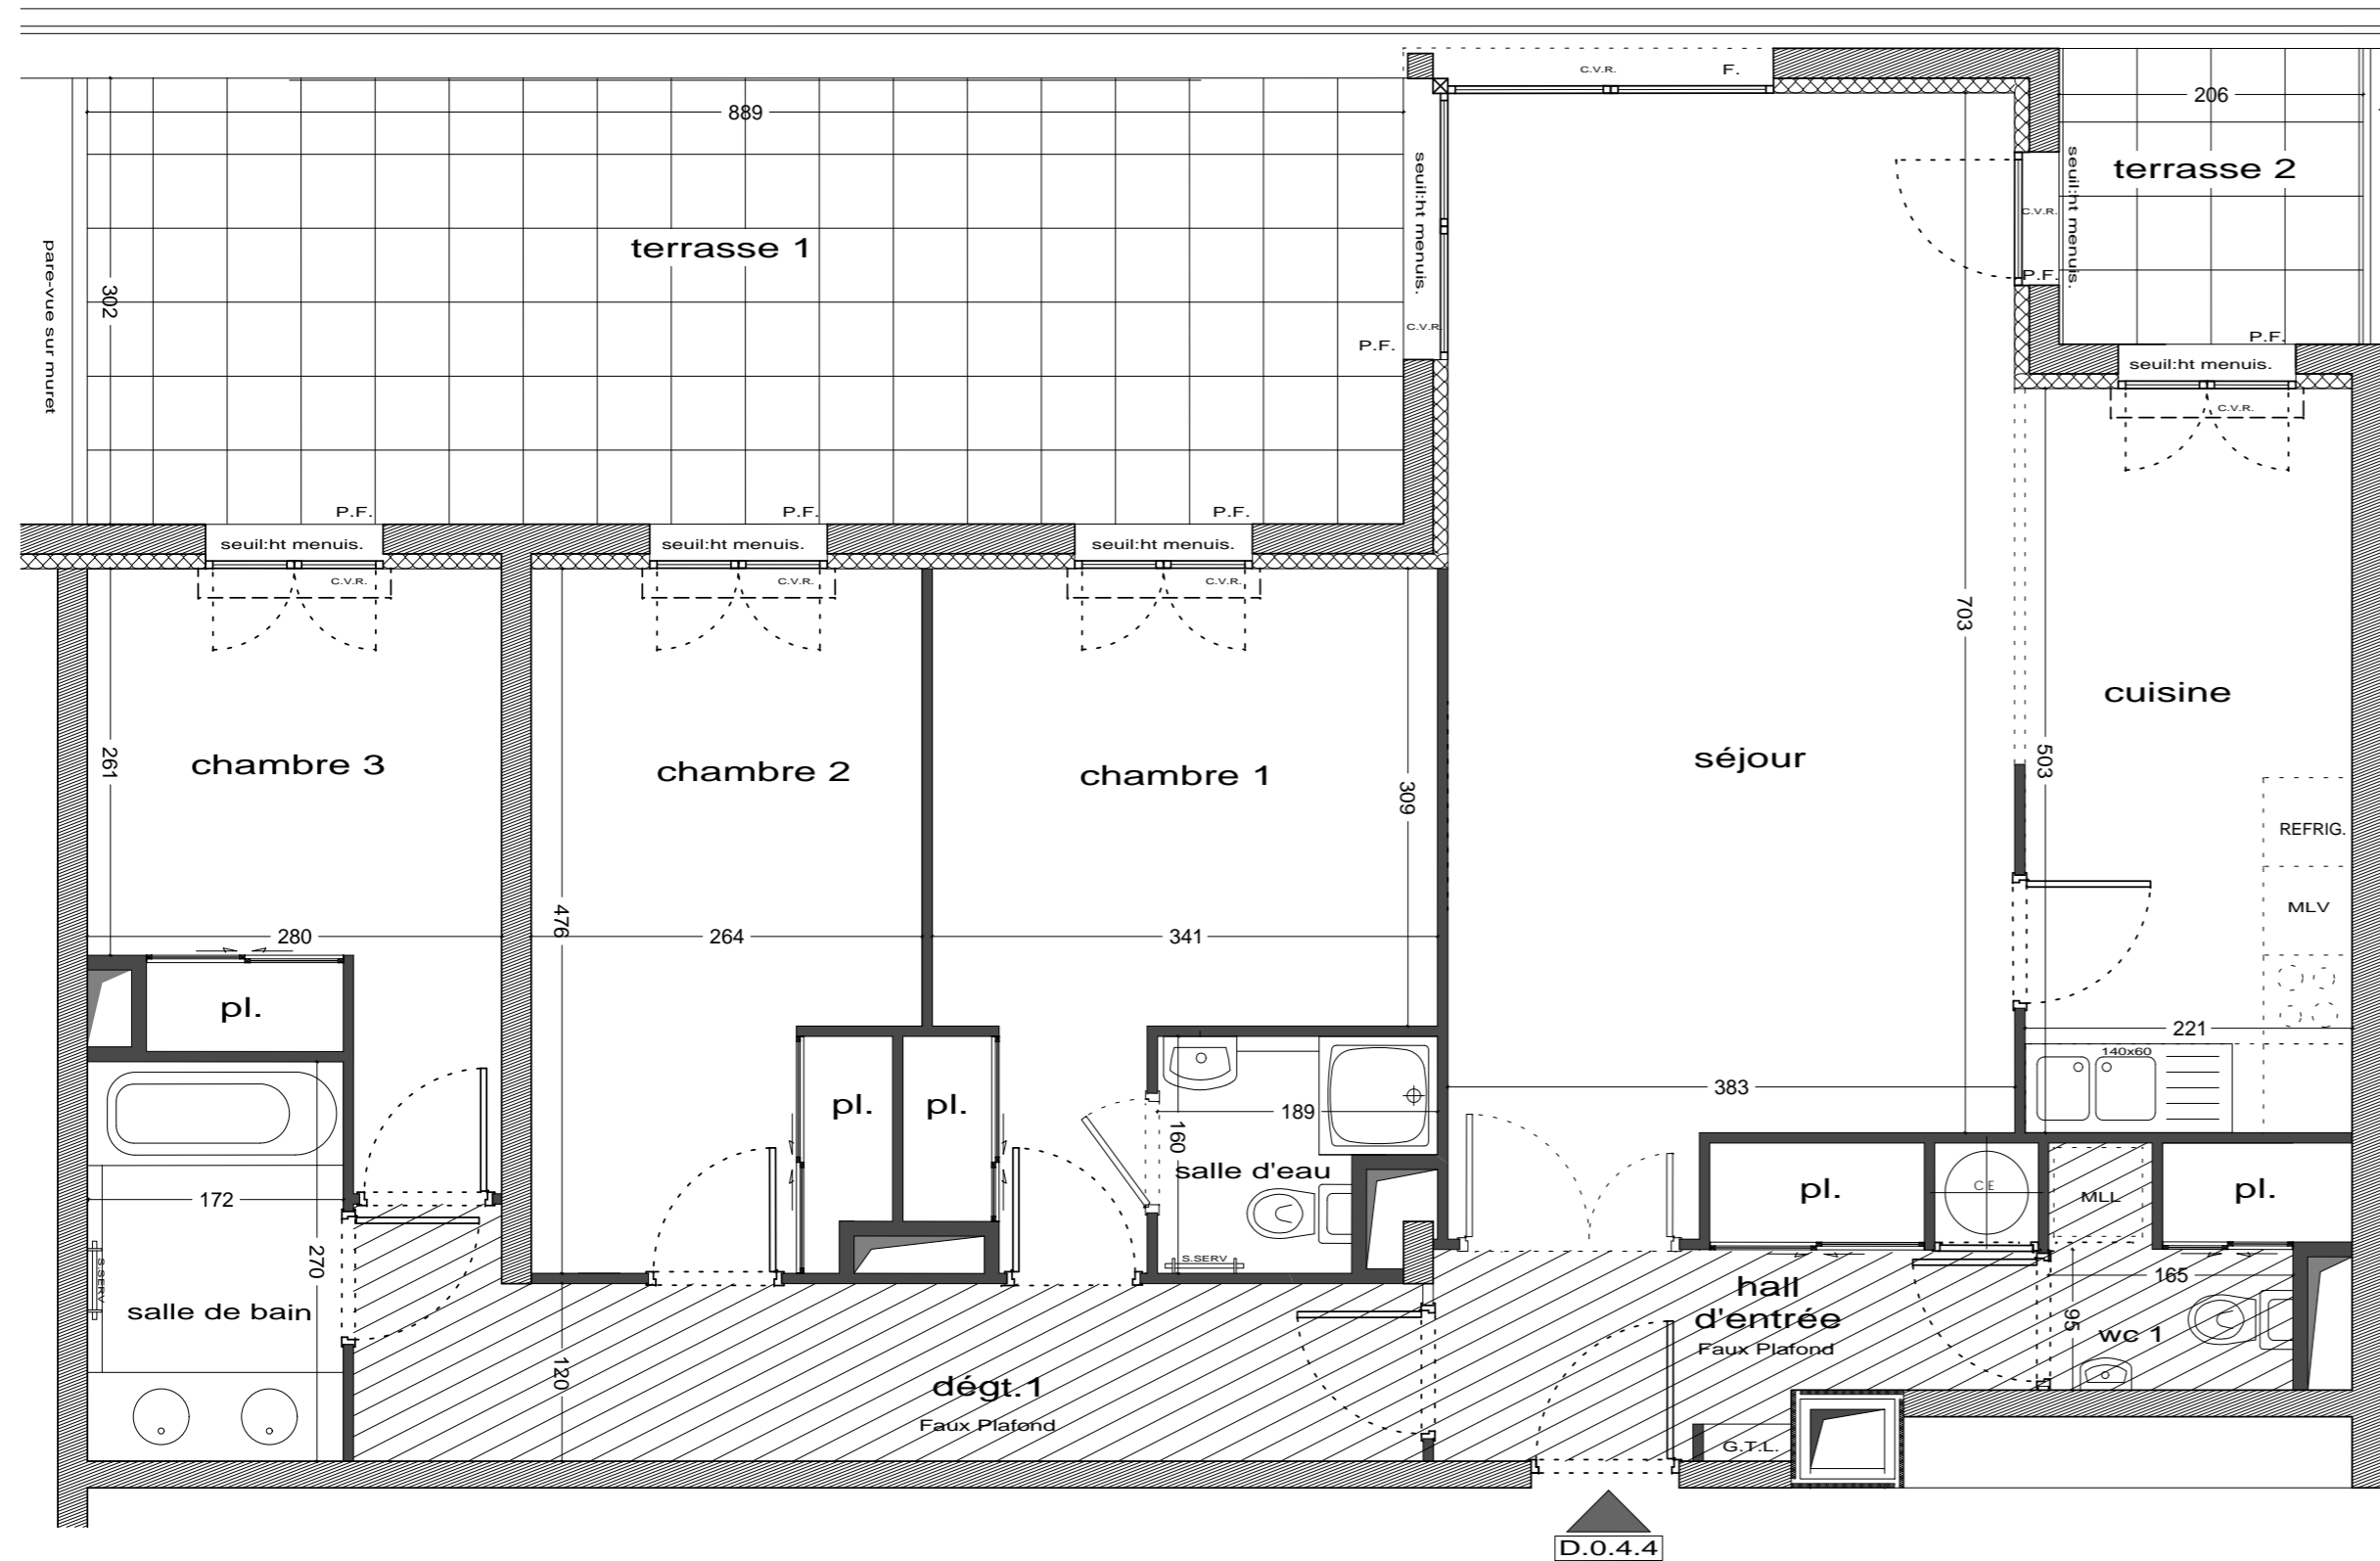 C.V.R.
F.
889
206
terrasse 2
seuil:ht menuis.
C.V.R.
P.F.
seuil:ht menuis.
terrasse 1
302
pare-vue sur muret
C.V.R.
P.F.
P.F.
seuil:ht menuis.
C.V.R.
P.F.
P.F.
P.F.
seuil:ht menuis.
seuil:ht menuis.
seuil:ht menuis.
C.V.R.
C.V.R.
C.V.R.
703
cuisine
503
261
chambre 3
chambre 2
chambre 1
309
séjour
REFRIG.
MLV
280
476
264
341
pl.
221
140x60
383
pl.
pl.
189
160
salle d'eau
S.SERV
pl.
CE
MLL
pl.
172
270
S.SERV
salle de bain
120
dégt.1
Faux Plafond
hall
d'entrée
Faux Plafond
165
95
wc 1
G.T.L.
D.0.4.4